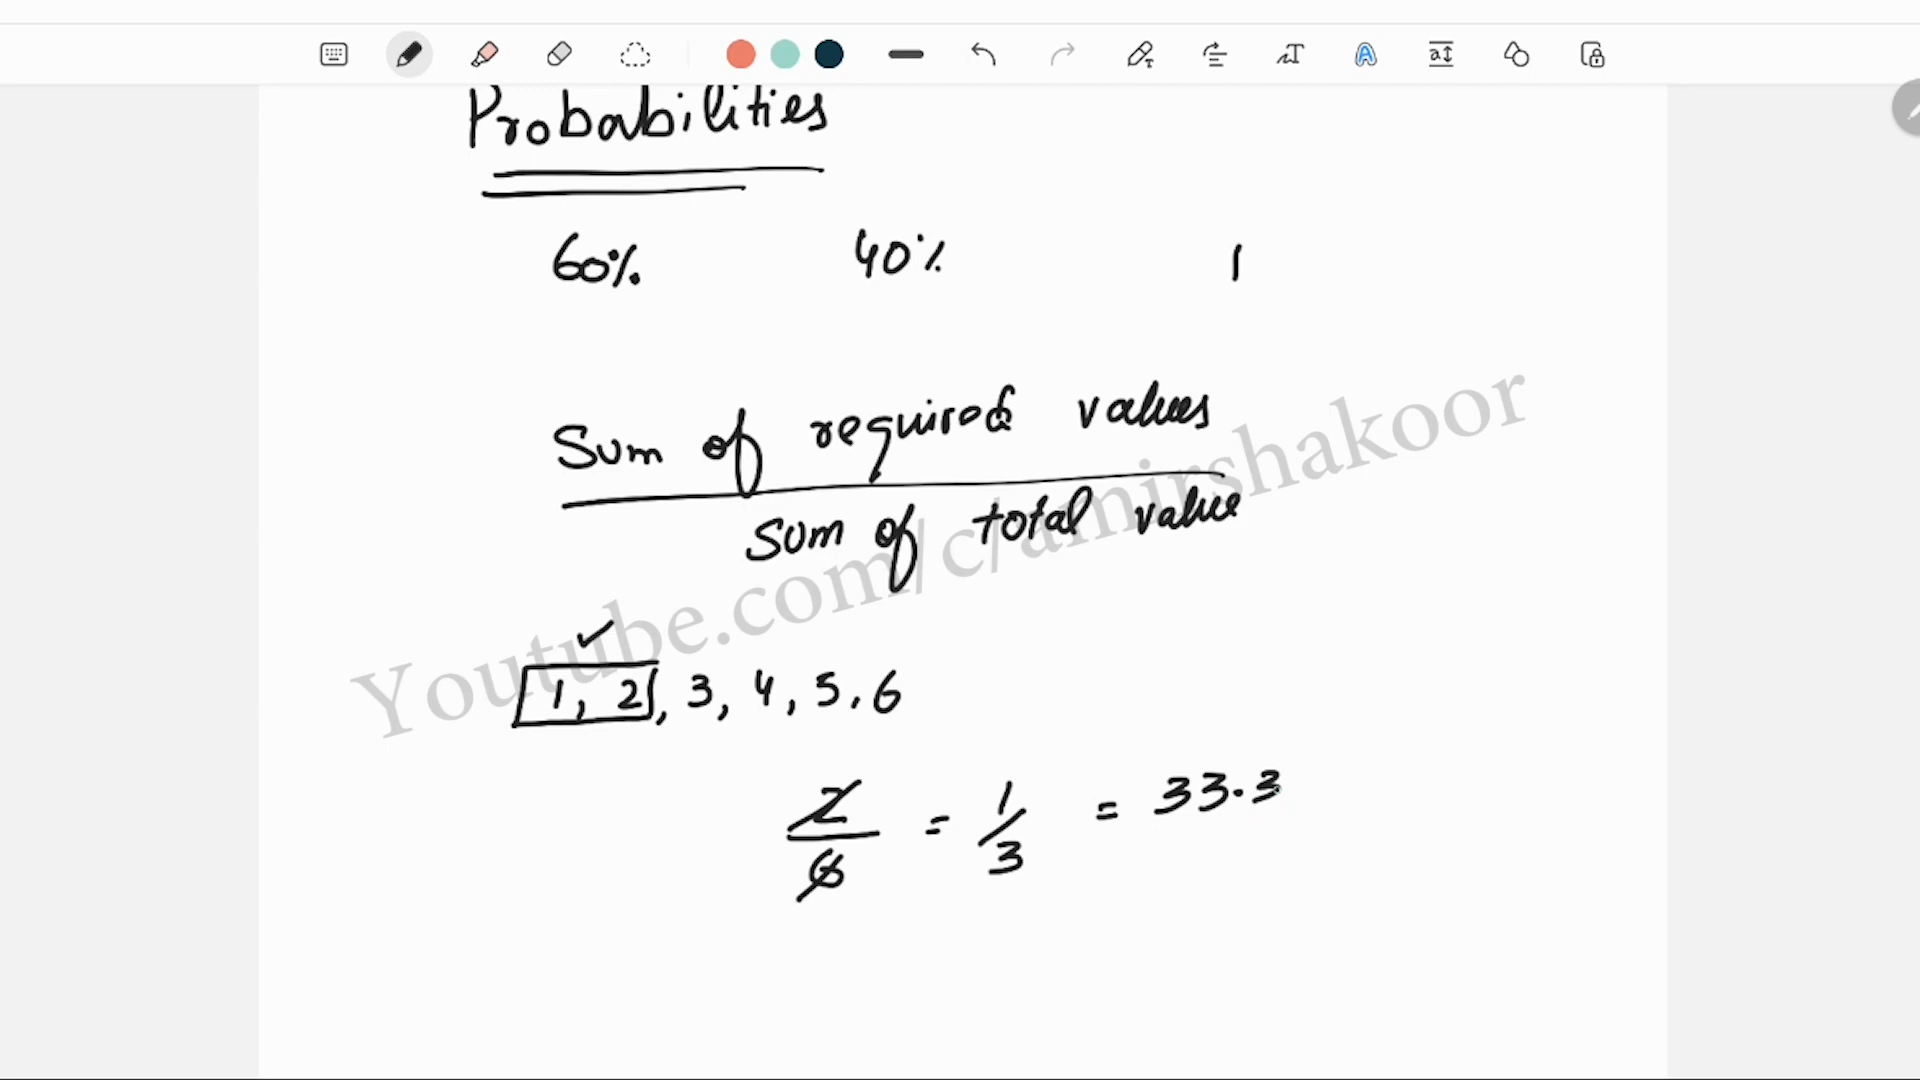 Probabilities
60% 40% 1
Sum of required values
Sum of total value
✓
1, 2, 3, 4, 5, 6
2/6 = 1/3 = 33.3
Youtube.com/c/amirshakoor